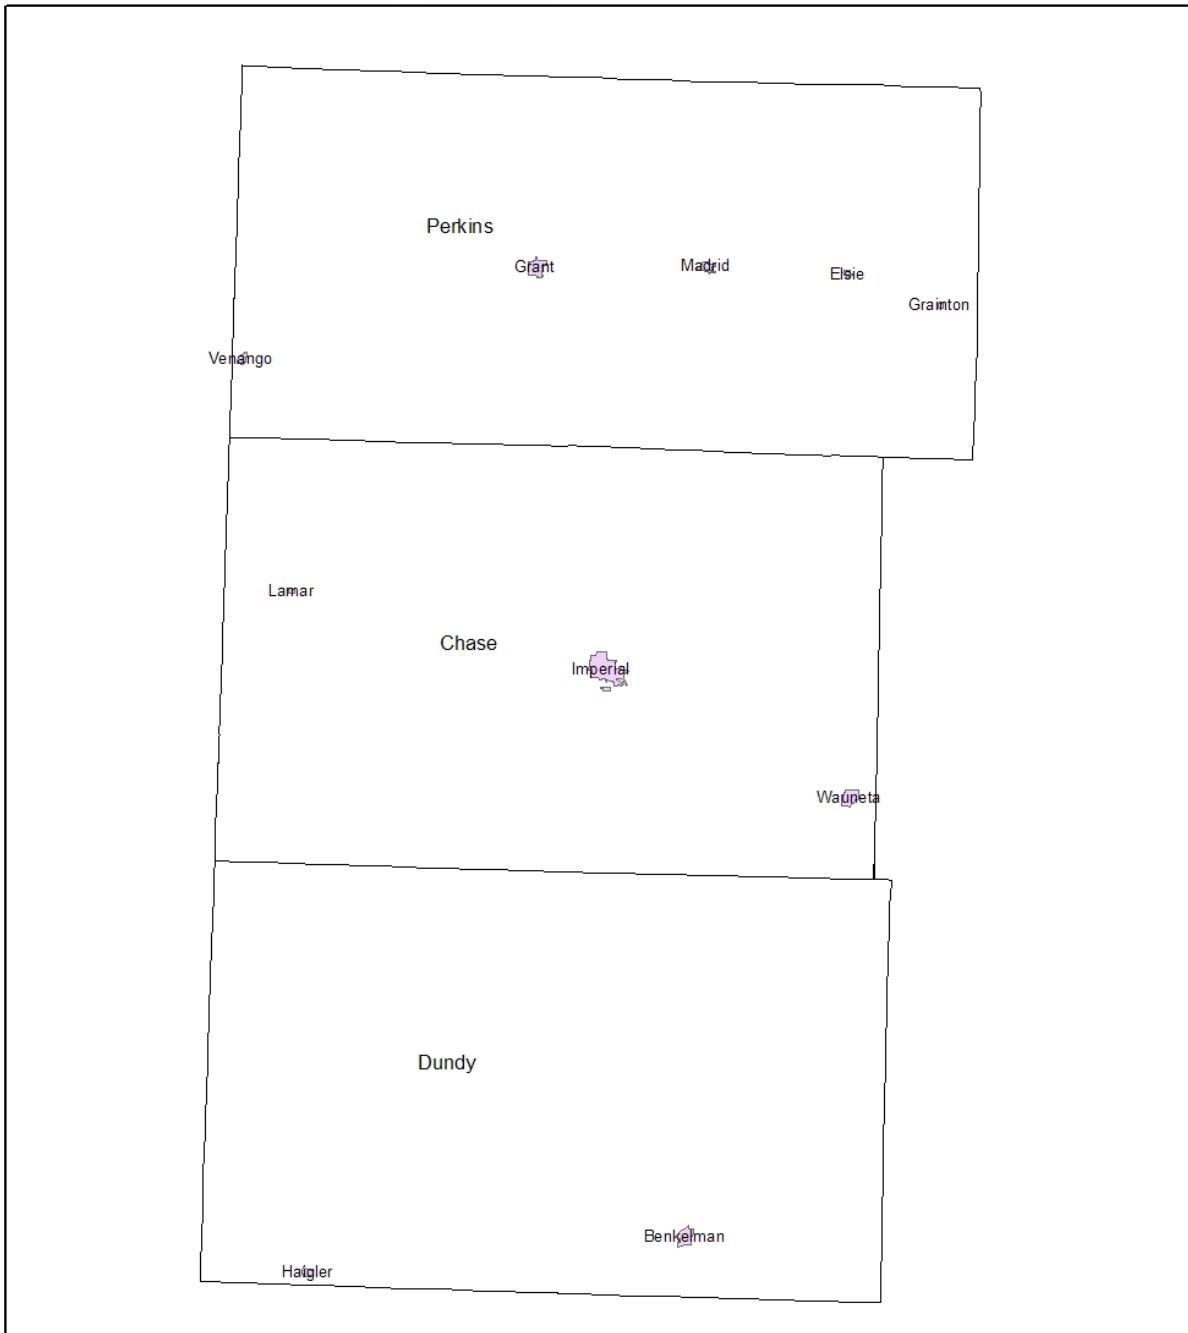 Perkins
Grant
Madrid
Elsie
Grainton
Venango
Lamar
Chase
Imperial
Wauneta
Dundy
Benkelman
Haigler